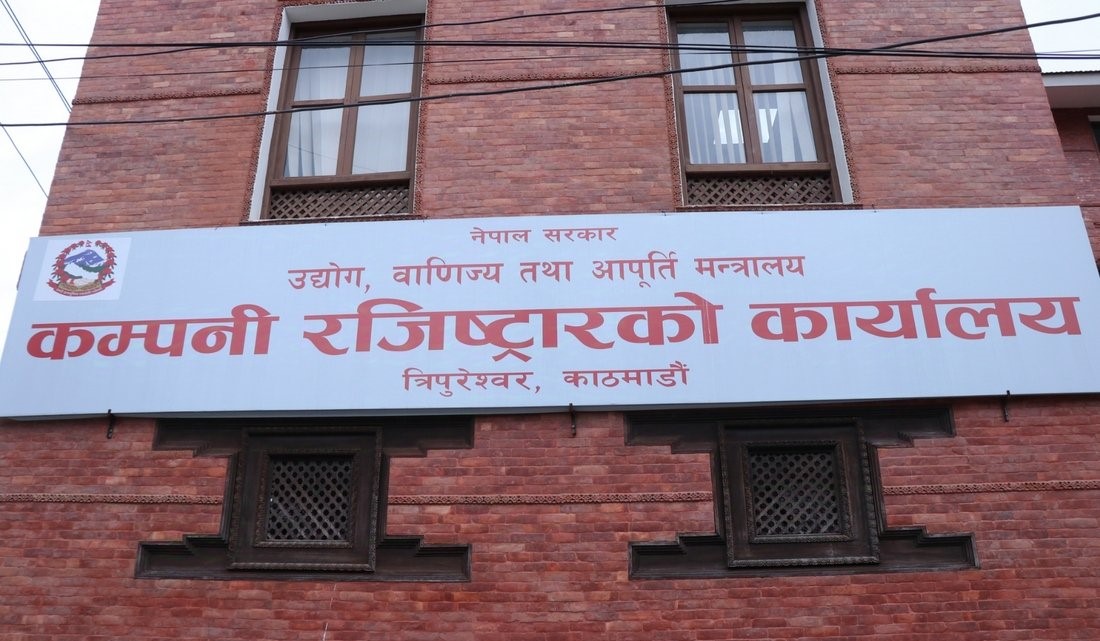 नेपाल सरकार
उद्योग, वाणिज्य तथा आपूर्ति मन्त्रालय
कम्पनी रजिष्ट्रारको कार्यालय
त्रिपुरेश्वर, काठमाडौं